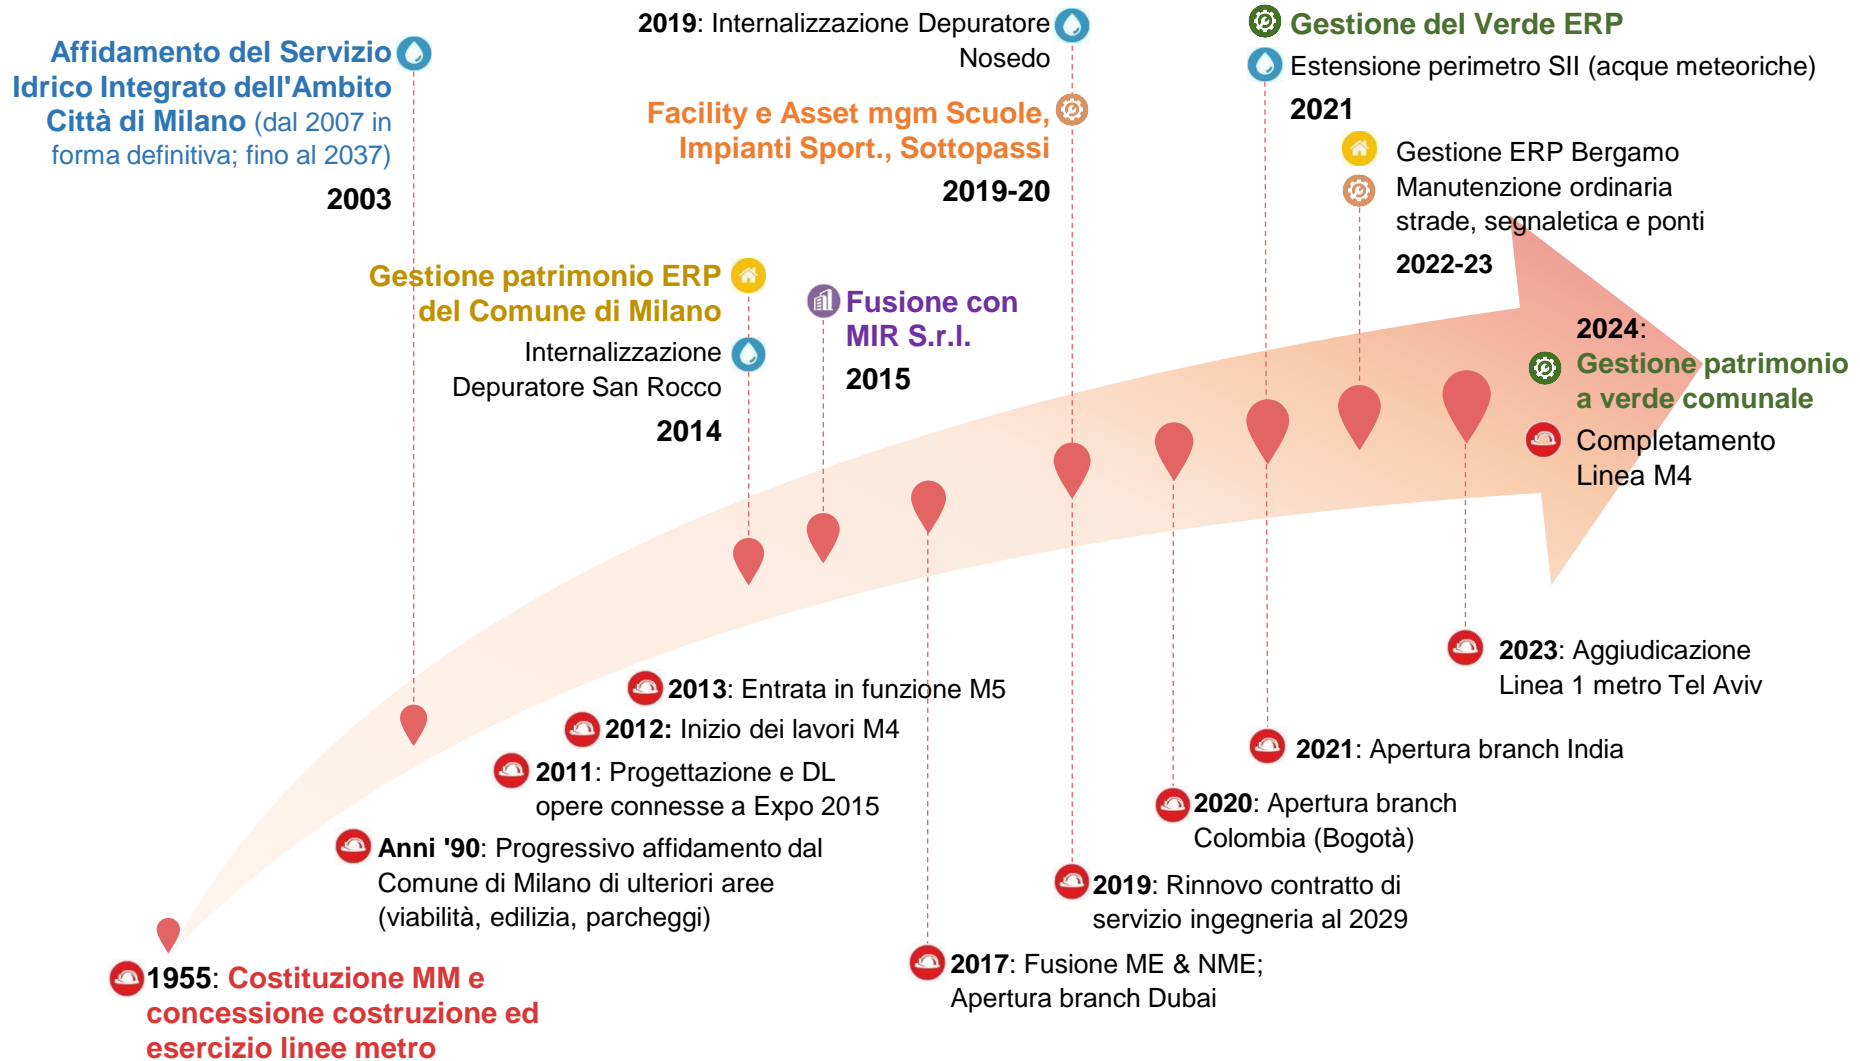 Affidamento del Servizio
Idrico Integrato dell'Ambito
Città di Milano (dal 2007 in
forma definitiva; fino al 2037)
2003
2019: Internalizzazione Depuratore
Nosedo
Facility e Asset mgm Scuole,
Impianti Sport., Sottopassi
2019-20
Gestione del Verde ERP
Estensione perimetro SII (acque meteoriche)
2021
Gestione ERP Bergamo
Manutenzione ordinaria
strade, segnaletica e ponti
2022-23
Gestione patrimonio ERP
del Comune di Milano
Internalizzazione
Depuratore San Rocco
2014
Fusione con
MIR S.r.l.
2015
2024:
Gestione patrimonio
a verde comunale
Completamento
Linea M4
2023: Aggiudicazione
Linea 1 metro Tel Aviv
2013: Entrata in funzione M5
2012: Inizio dei lavori M4
2011: Progettazione e DL
opere connesse a Expo 2015
Anni '90: Progressivo affidamento dal
Comune di Milano di ulteriori aree
(viabilità, edilizia, parcheggi)
2021: Apertura branch India
2020: Apertura branch
Colombia (Bogotà)
2019: Rinnovo contratto di
servizio ingegneria al 2029
2017: Fusione ME & NME;
Apertura branch Dubai
1955: Costituzione MM e
concessione costruzione ed
esercizio linee metro